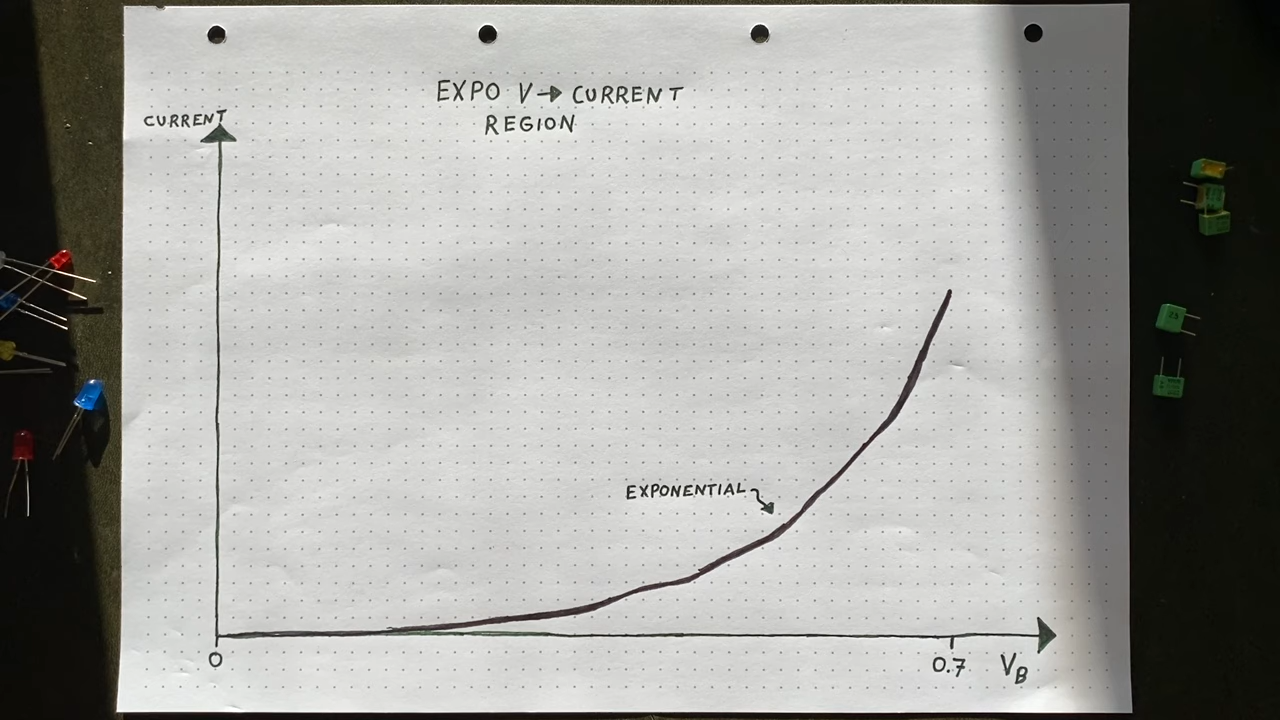 EXPO V → CURRENT
REGION
CURRENT
EXPONENTIAL
0
0.7
V_B